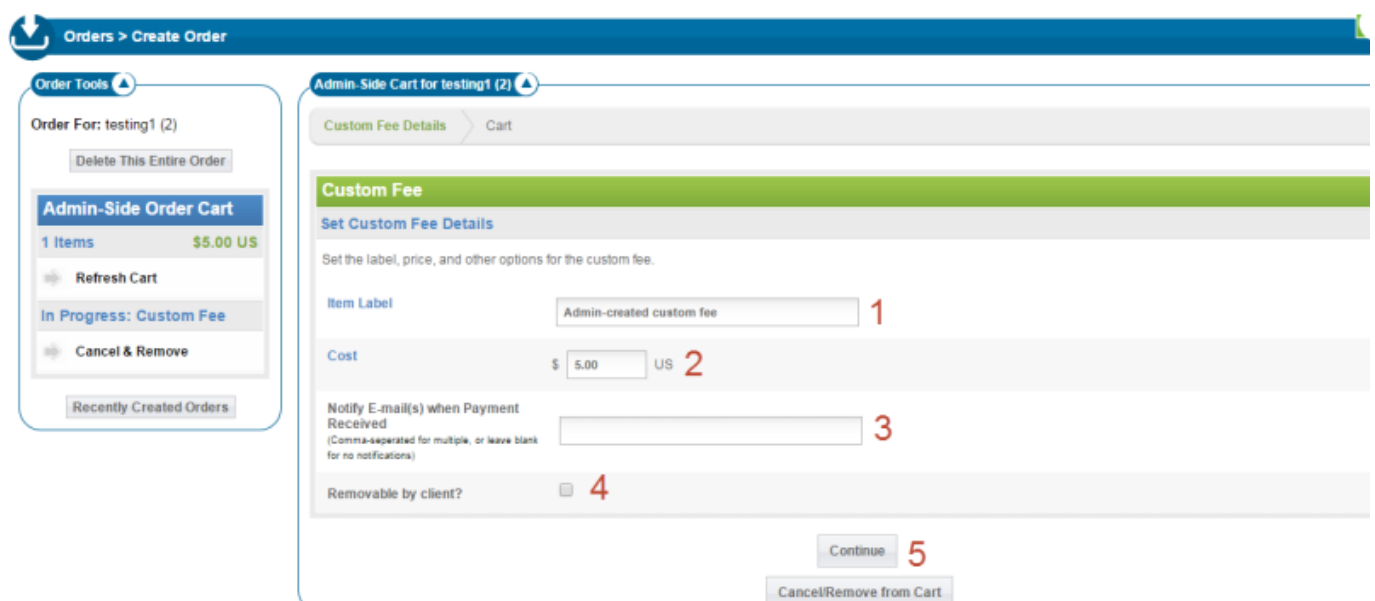 Orders > Create Order
Order Tools
Order For: testing1 (2)
Delete This Entire Order
Admin-Side Order Cart
1 Items $5.00 US
Refresh Cart
In Progress: Custom Fee
Cancel & Remove
Recently Created Orders
Admin-Side Cart for testing1 (2)
Custom Fee Details Cart
Custom Fee
Set Custom Fee Details
Set the label, price, and other options for the custom fee.
Item Label Admin-created custom fee 1
Cost $ 5.00 US 2
Notify E-mail(s) when Payment
Received 3
(Comma-seperated for multiple, or leave blank
for no notifications)
Removable by client? 4
Continue 5
Cancel/Remove from Cart